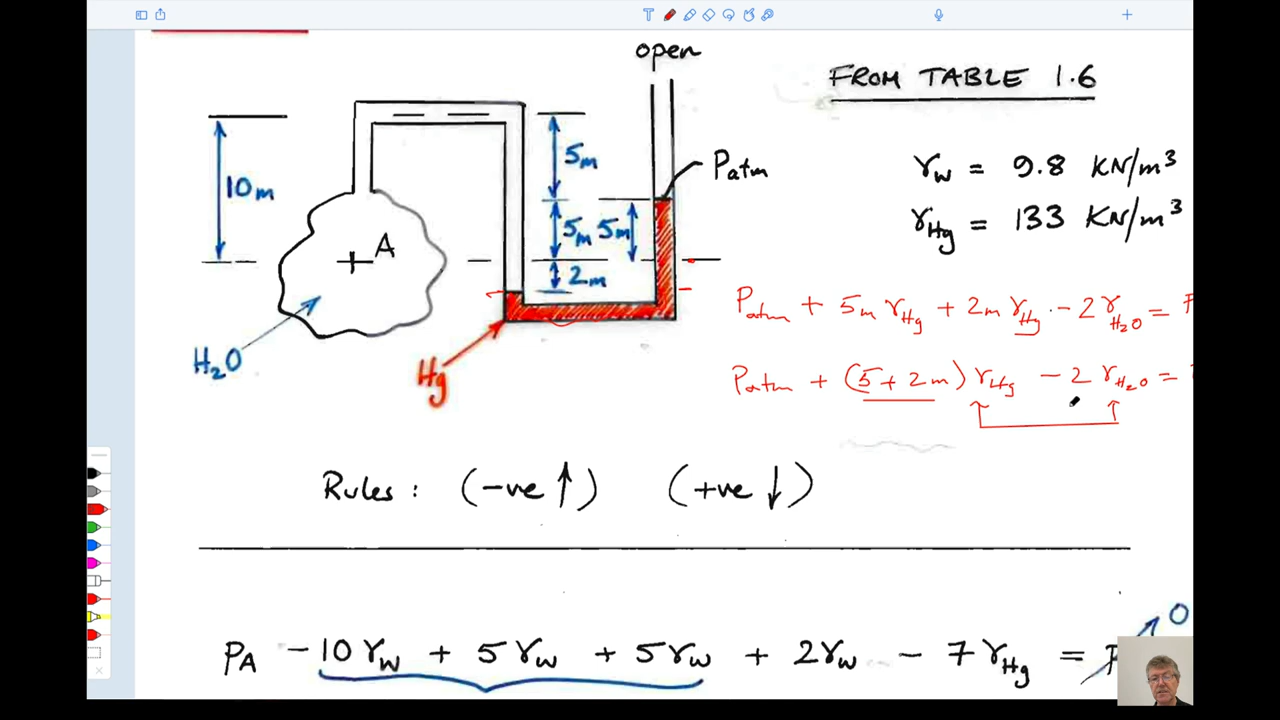 open
FROM TABLE 1.6
Patm
γw = 9.8 KN/m³
γHg = 133 KN/m³
10m
5m
5m 5m
2m
A
H₂O
Hg
Patm + 5m γHg + 2m γHg - 2 γH₂O = P
Patm + (5 + 2m) γHg - 2 γH₂O =
Rules : (-ve ↑) (+ve ↓)
0
PA - 10 γw + 5 γw + 5 γw + 2 γw - 7 γHg =